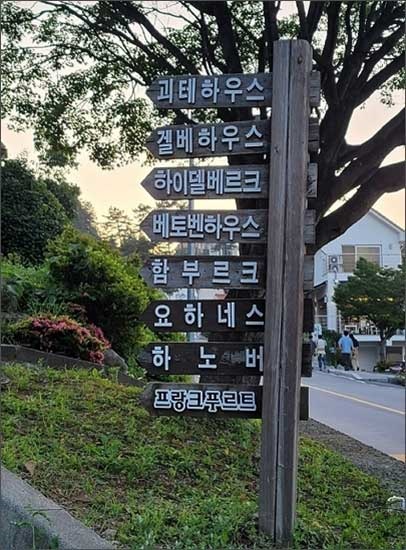 괴테하우스
겔베하우스
하이델베르크
베토벤하우스
함부르크
요하네스
하노버
프랑크푸르트